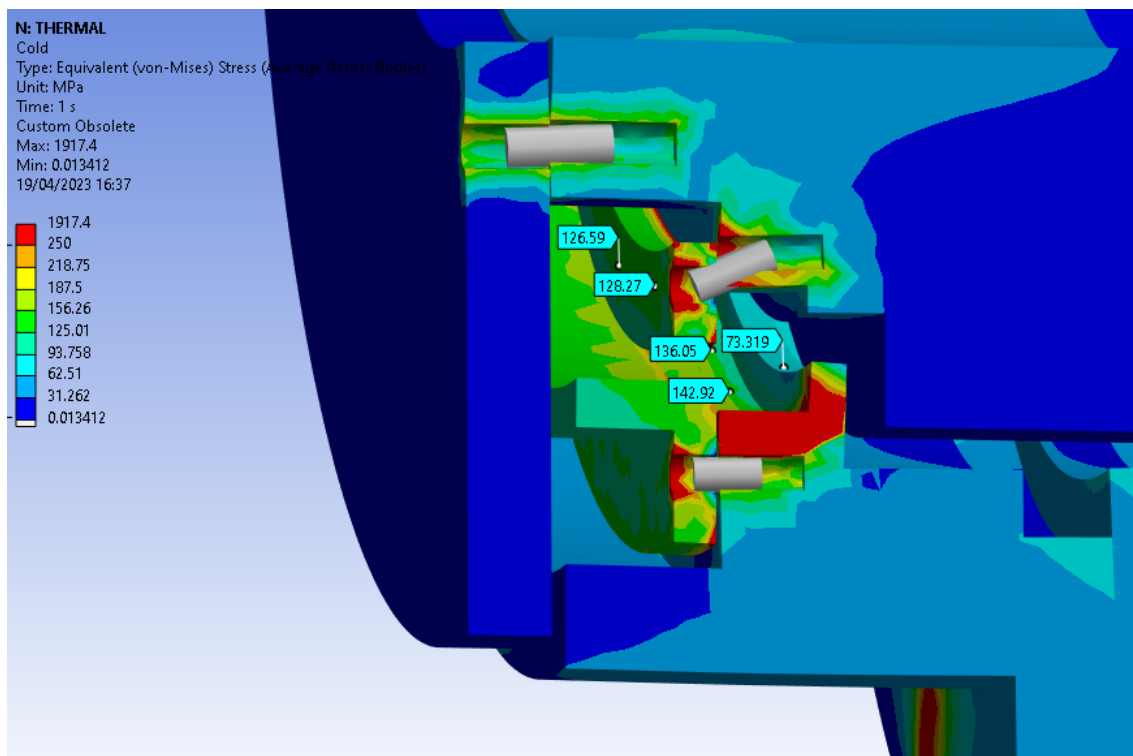 N: THERMAL
Cold
Type: Equivalent (von-Mises) Stress (Average Across Bodies)
Unit: MPa
Time: 1 s
Custom Obsolete
Max: 1917.4
Min: 0.013412
19/04/2023 16:37
1917.4
250
218.75
187.5
156.26
125.01
93.758
62.51
31.262
0.013412
126.59
128.27
136.05
73.319
142.92